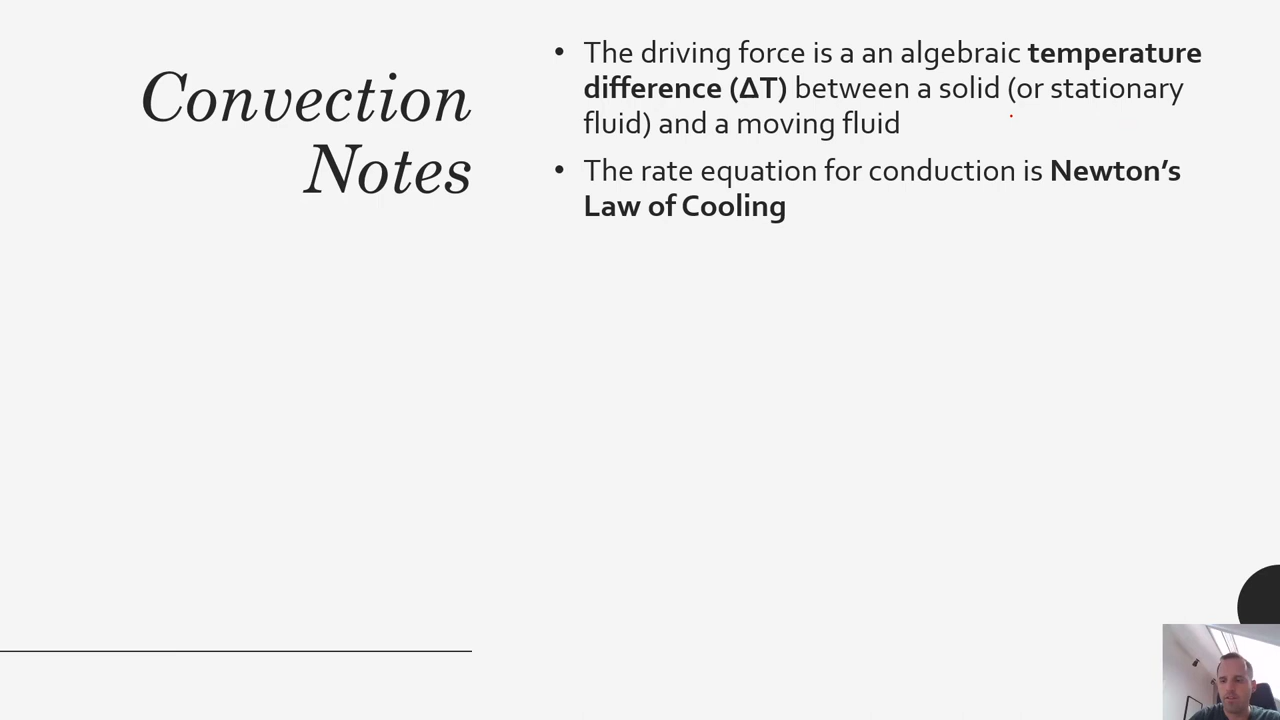 Convection
Notes
• The driving force is a an algebraic temperature
difference (ΔT) between a solid (or stationary
fluid) and a moving fluid
• The rate equation for conduction is Newton’s
Law of Cooling